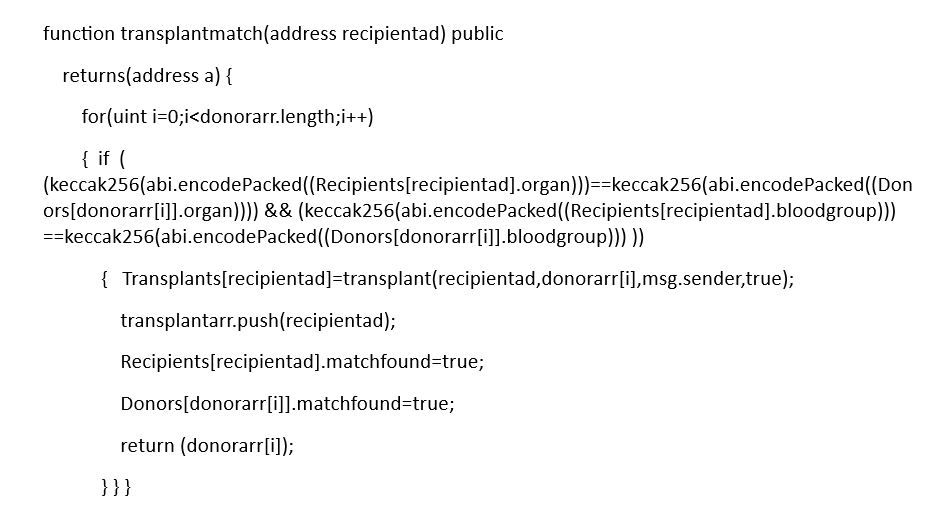 function transplantmatch(address recipientad) public
returns(address a) {
for(uint i=0;i<donorarr.length;i++)
{ if (
(keccak256(abi.encodePacked((Recipients[recipientad].organ)))==keccak256(abi.encodePacked((Don
ors[donorarr[i]].organ)))) && (keccak256(abi.encodePacked((Recipients[recipientad].bloodgroup)))
==keccak256(abi.encodePacked((Donors[donorarr[i]].bloodgroup))) ))
{ Transplants[recipientad]=transplant(recipientad,donorarr[i],msg.sender,true);
transplantarr.push(recipientad);
Recipients[recipientad].matchfound=true;
Donors[donorarr[i]].matchfound=true;
return (donorarr[i]);
} } }